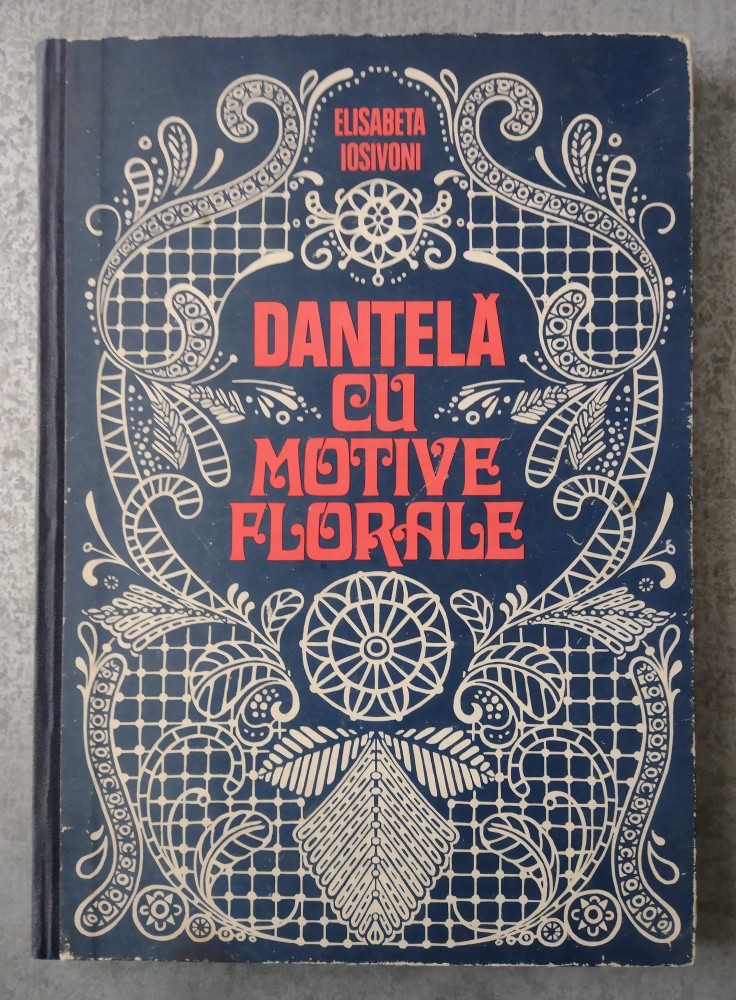 ELISABETA
IOSIVONI
DANTELĂ
CU
MOTIVE
FLORALE